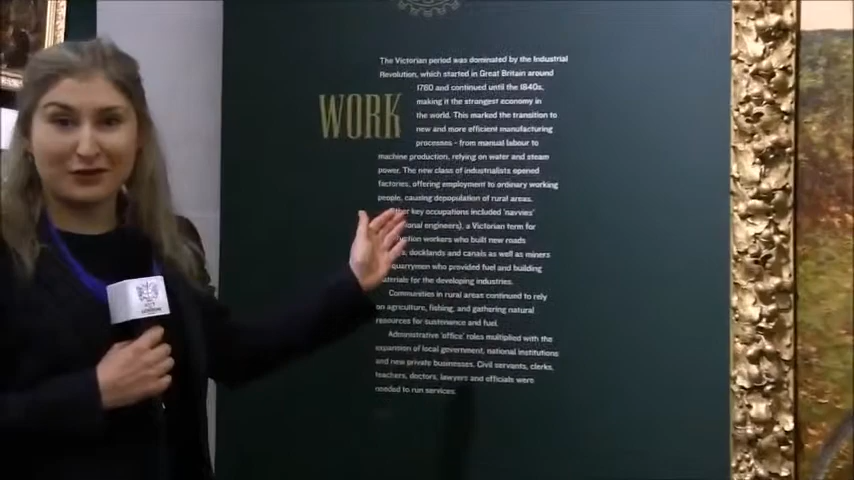 WORK
The Victorian period was dominated by the Industrial
Revolution, which started in Great Britain around
1760 and continued until the 1840s,
making it the strangest economy in
the world. This marked the transition to
new and more efficient manufacturing
processes - from manual labour to
machine production, relying on water and steam
power. The new class of industrialists opened
factories, offering employment to ordinary working
people, causing depopulation of rural areas.
key occupations included 'navvies'
engineers), a Victorian term for
workers who built new roads,
docklands and canals as well as miners
quarrymen who provided fuel and building
for the developing industries.
Communities in rural areas continued to rely
on agriculture, fishing, and gathering natural
resources for sustenance and fuel.
Administrative 'office' roles multiplied with the
expansion of local government, national institutions
and new private businesses. Civil servants, clerks,
teachers, doctors, lawyers and officials were
needed to run services.